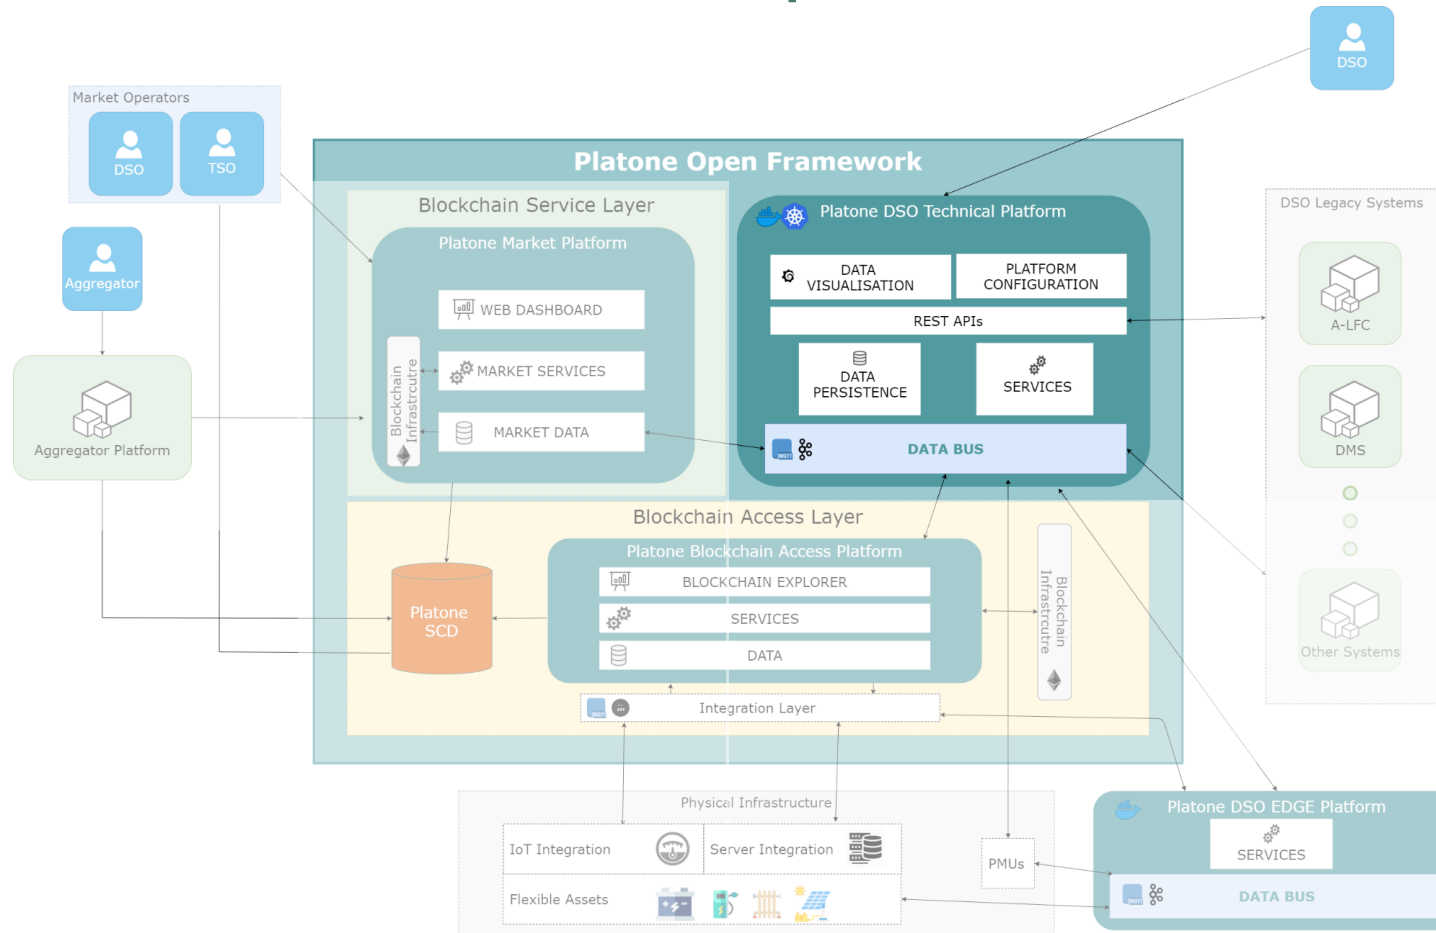 DSO
Market Operators
DSO
TSO
Platone Open Framework
Blockchain Service Layer
Platone DSO Technical Platform
DSO Legacy Systems
Platone Market Platform
Aggregator
DATA
VISUALISATION
PLATFORM
CONFIGURATION
WEB DASHBOARD
REST APIs
A-LFC
Blockchain
Infrastrcutre
MARKET SERVICES
DATA
PERSISTENCE
SERVICES
MARKET DATA
DATA BUS
Aggregator Platform
DMS
Blockchain Access Layer
Platone Blockchain Access Platform
BLOCKCHAIN EXPLORER
Platone
SCD
SERVICES
Blockchain
Infrastrcutre
DATA
Other Systems
Integration Layer
Physical Infrastructure
Platone DSO EDGE Platform
IoT Integration
Server Integration
SERVICES
PMUs
Flexible Assets
DATA BUS